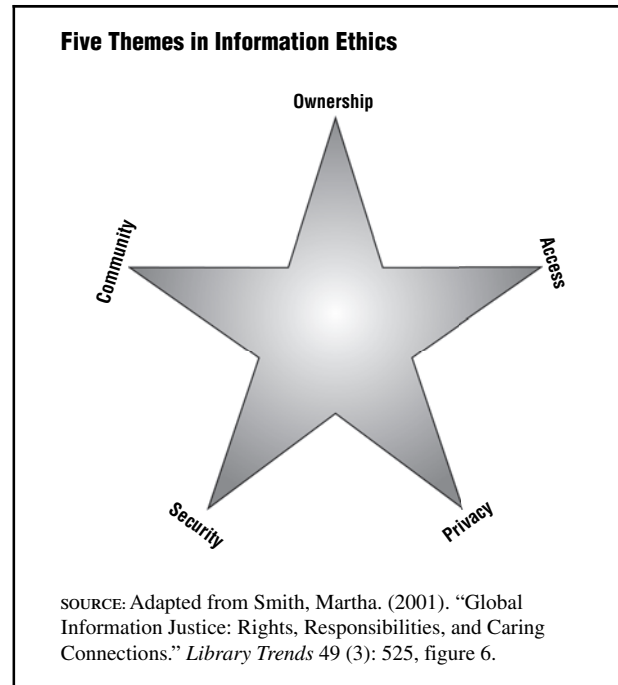 Five Themes in Information Ethics
Ownership
Community
Access
Security
Privacy
SOURCE: Adapted from Smith, Martha. (2001). “Global
Information Justice: Rights, Responsibilities, and Caring
Connections.” Library Trends 49 (3): 525, figure 6.